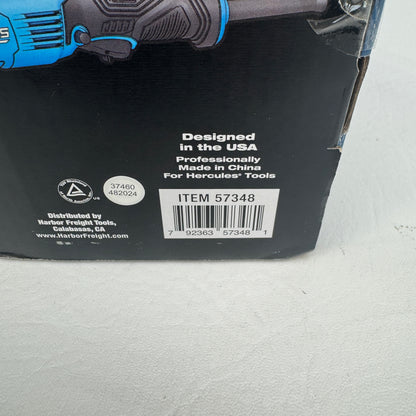 S
Designed
in the USA
Professionally
Made in China
For Hercules® Tools
37460
482024
US
Distributed by
Harbor Freight Tools,
Calabasas, CA
www.HarborFreight.com
ITEM 57348
7 92363 57348 1